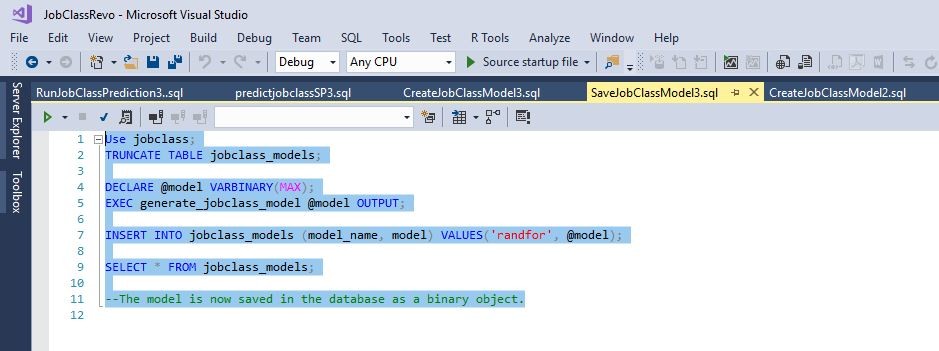 JobClassRevo - Microsoft Visual Studio
File Edit View Project Build Debug Team SQL Tools Test R Tools Analyze Window Help
Debug Any CPU Source startup file
Server Explorer
Toolbox
RunJobClassPrediction3..sql predictjobclassSP3.sql CreateJobClassModel3.sql SaveJobClassModel3.sql CreateJobClassModel2.sql
1 Use jobclass;
2 TRUNCATE TABLE jobclass_models;
3
4 DECLARE @model VARBINARY(MAX);
5 EXEC generate_jobclass_model @model OUTPUT;
6
7 INSERT INTO jobclass_models (model_name, model) VALUES('randfor', @model);
8
9 SELECT * FROM jobclass_models;
10
11 --The model is now saved in the database as a binary object.
12